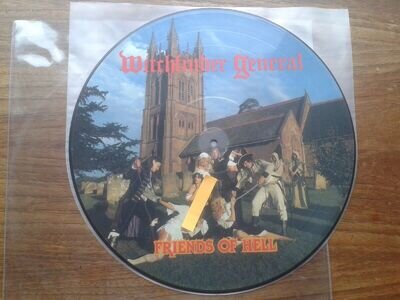 Witchfinder General
FRIENDS OF HELL